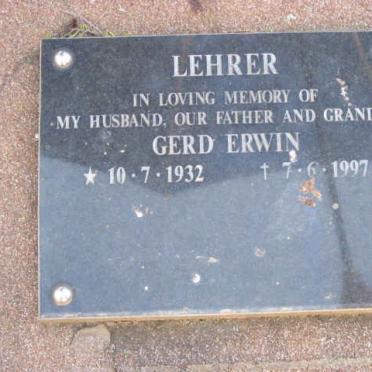 LEHRER
IN LOVING MEMORY OF
MY HUSBAND, OUR FATHER AND GRAND
GERD ERWIN
★ 10 · 7 · 1932 † 7 · 6 · 1997